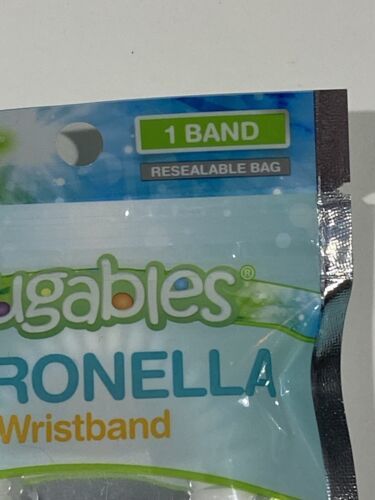 1 BAND
RESEALABLE BAG
ugables®
RONELLA
Wristband